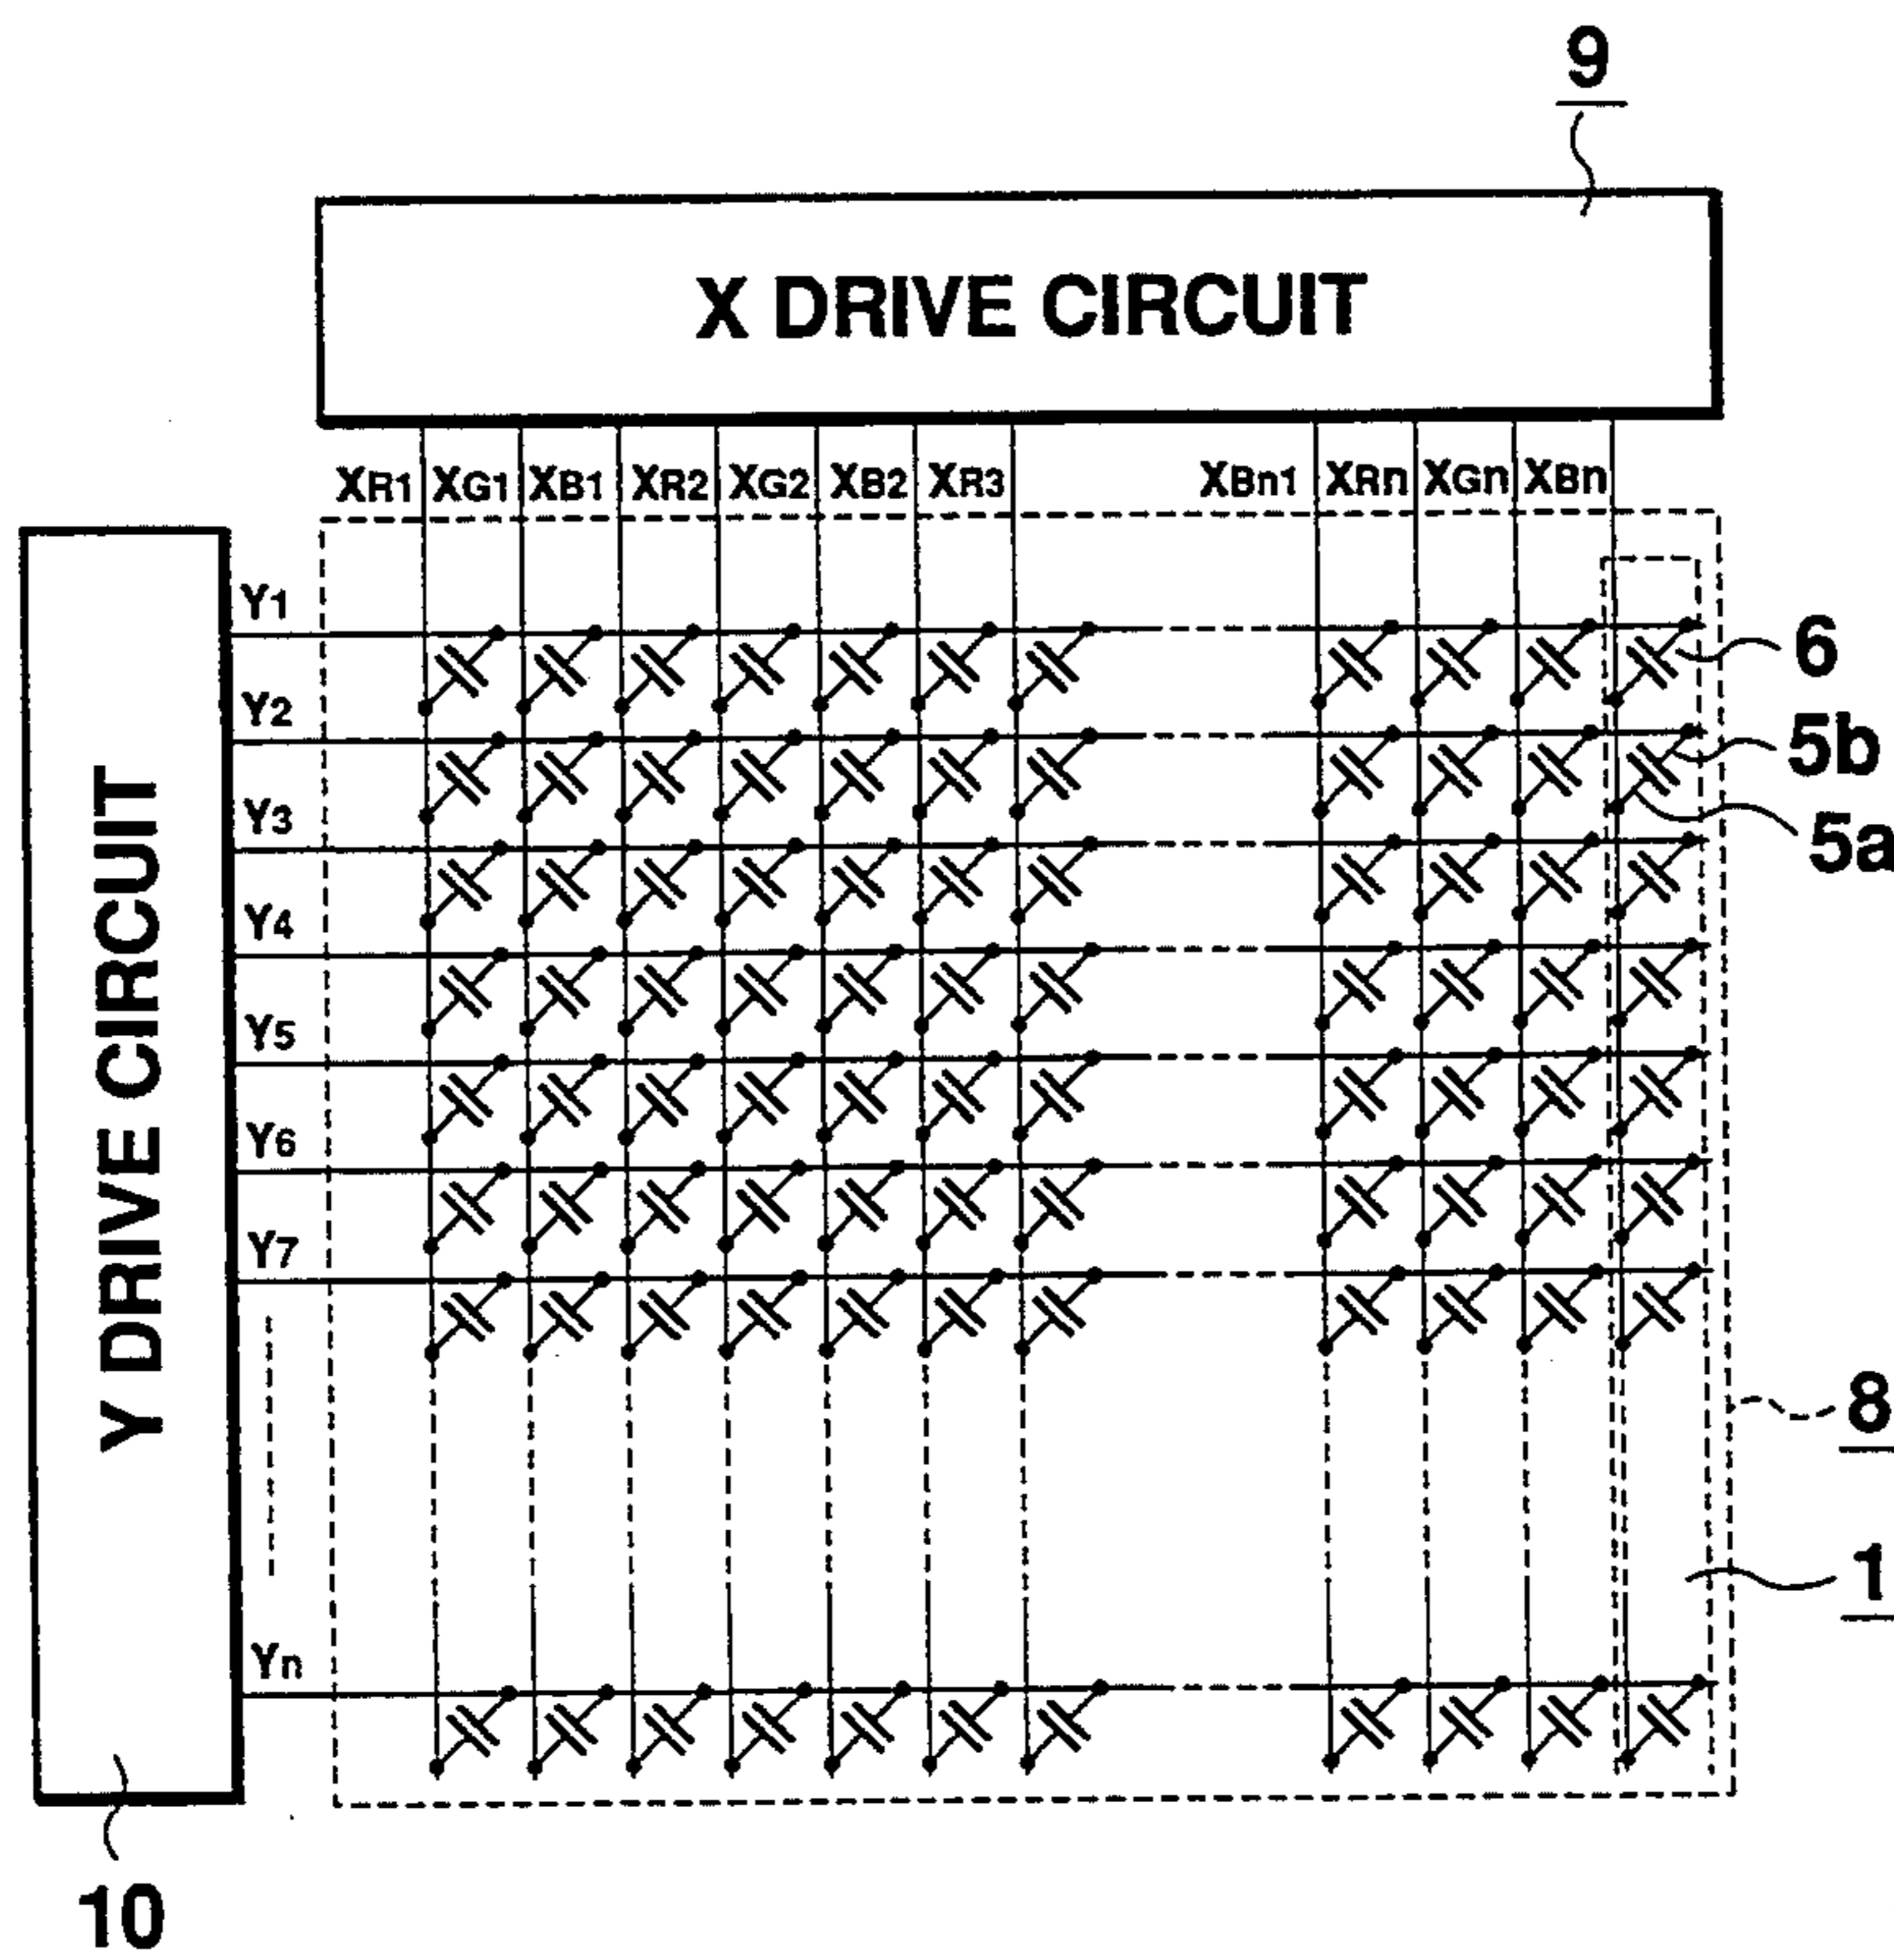 9
X DRIVE CIRCUIT
XR1 XG1 XB1 XR2 XG2 XB2 XR3 XBn1 XRn XGn XBn
Y1
6
Y2
5b
Y3
5a
Y4
Y5
Y6
Y7
Y DRIVE CIRCUIT
8
1
Yn
10